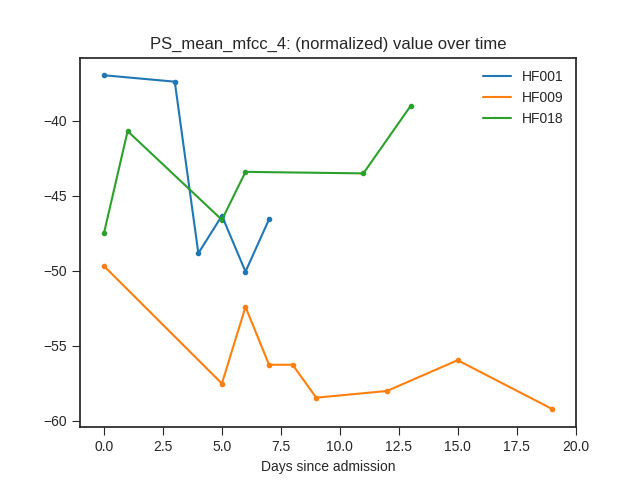 PS_mean_mfcc_4: (normalized) value over time
HF001
HF009
HF018
−40
−45
−50
−55
−60
0.0 2.5 5.0 7.5 10.0 12.5 15.0 17.5 20.0
Days since admission